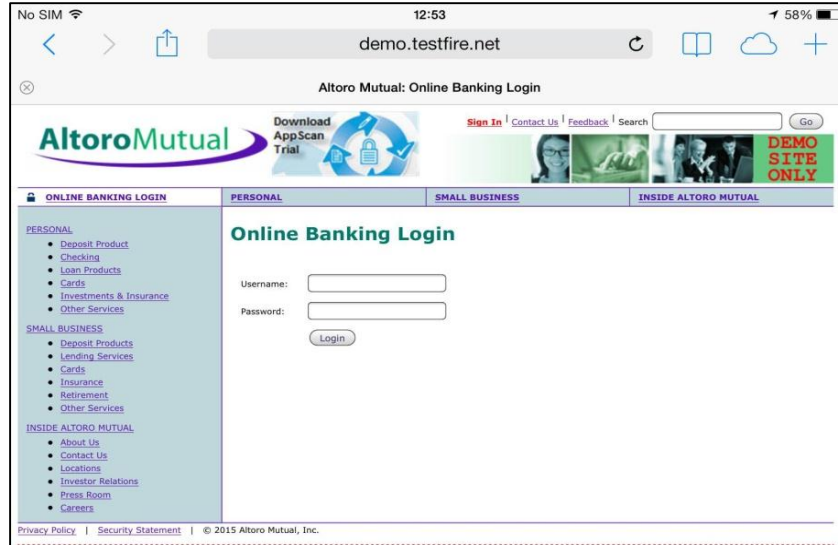 No SIM 12:53 58%
demo.testfire.net
Altoro Mutual: Online Banking Login
AltoroMutual
Download
AppScan
Trial
Sign In | Contact Us | Feedback | Search Go
DEMO
SITE
ONLY
ONLINE BANKING LOGIN PERSONAL SMALL BUSINESS INSIDE ALTORO MUTUAL
PERSONAL
Deposit Product
Checking
Loan Products
Cards
Investments & Insurance
Other Services
SMALL BUSINESS
Deposit Products
Lending Services
Cards
Insurance
Retirement
Other Services
INSIDE ALTORO MUTUAL
About Us
Contact Us
Locations
Investor Relations
Press Room
Careers
Online Banking Login
Username:
Password:
Login
Privacy Policy | Security Statement | © 2015 Altoro Mutual, Inc.